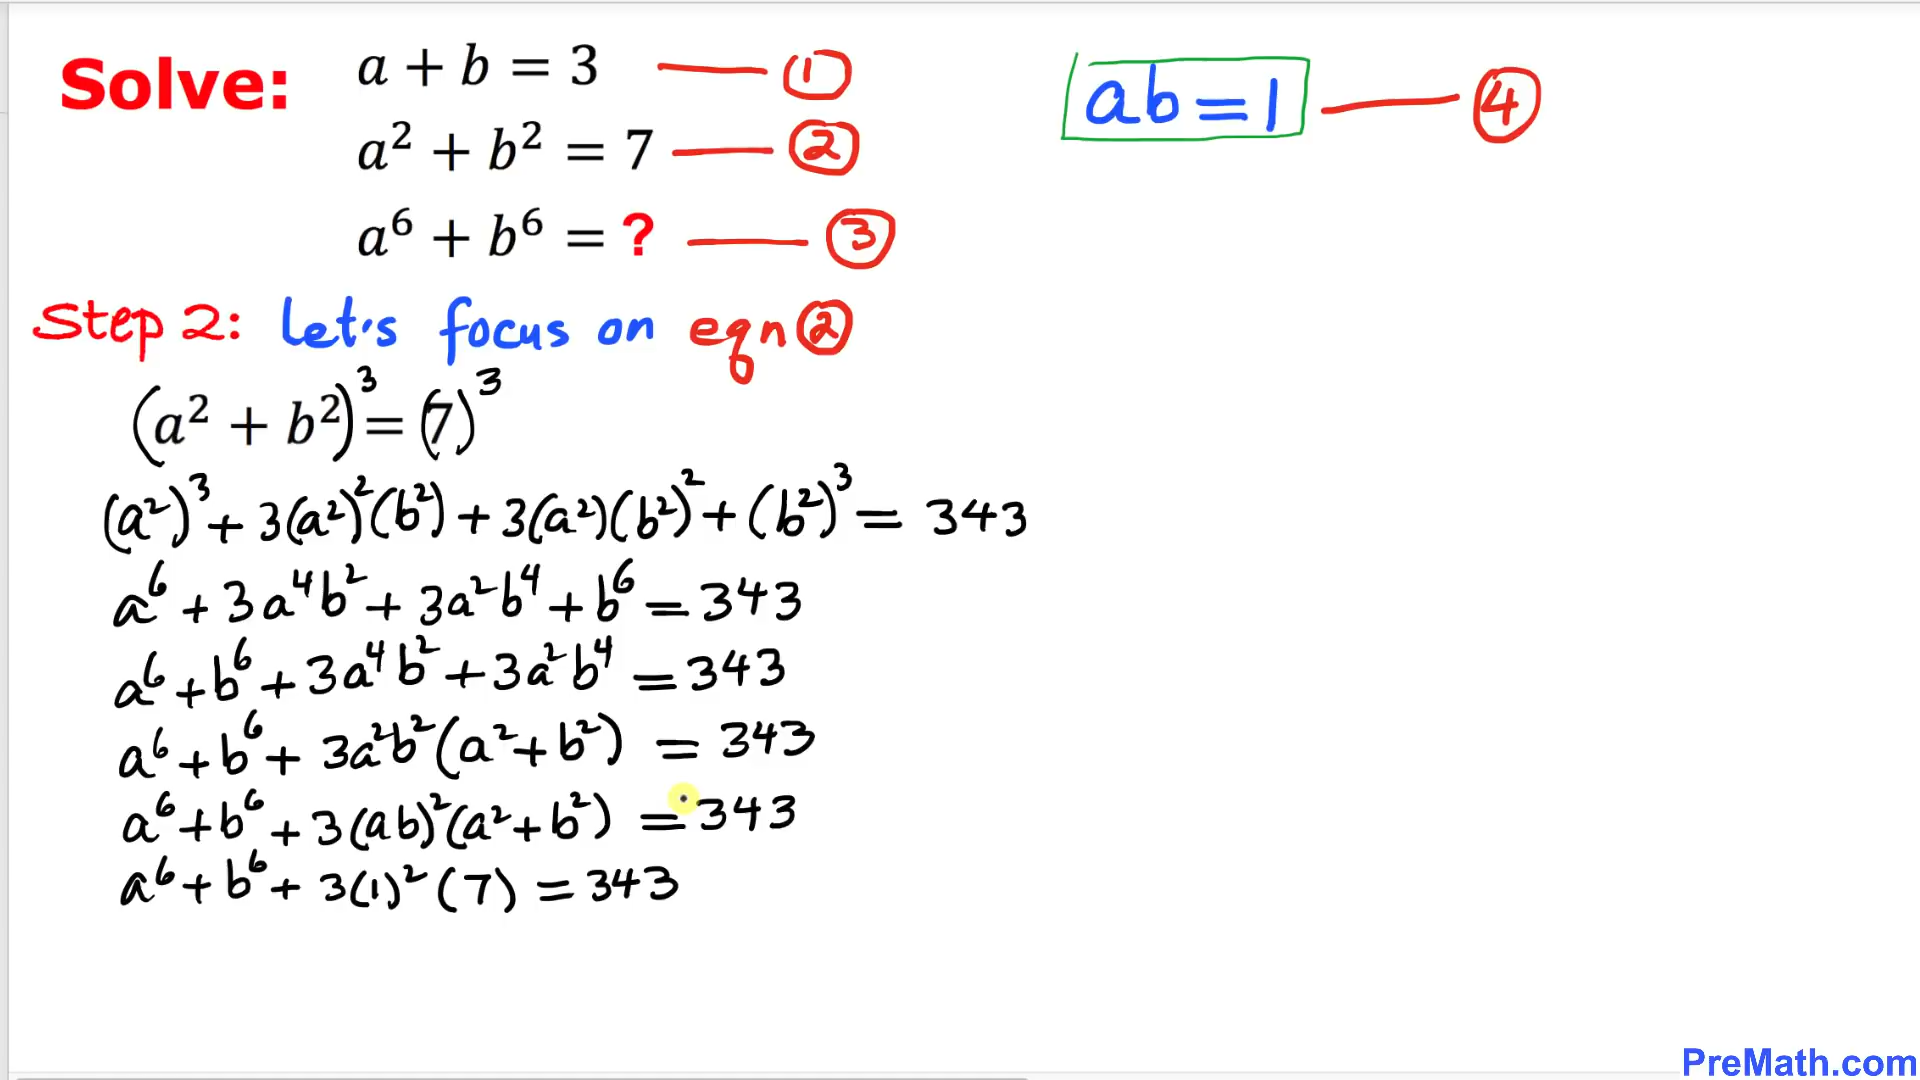 Solve: a + b = 3 —— ①
a² + b² = 7 —— ②
a⁶ + b⁶ = ? —— ③
ab = 1 —— ④
Step 2: Let's focus on eqn ②
(a² + b²)³ = (7)³
(a²)³ + 3(a²)²(b²) + 3(a²)(b²)² + (b²)³ = 343
a⁶ + 3a⁴b² + 3a²b⁴ + b⁶ = 343
a⁶ + b⁶ + 3a⁴b² + 3a²b⁴ = 343
a⁶ + b⁶ + 3a²b²(a² + b²) = 343
a⁶ + b⁶ + 3(ab)²(a² + b²) = 343
a⁶ + b⁶ + 3(1)²(7) = 343
PreMath.com